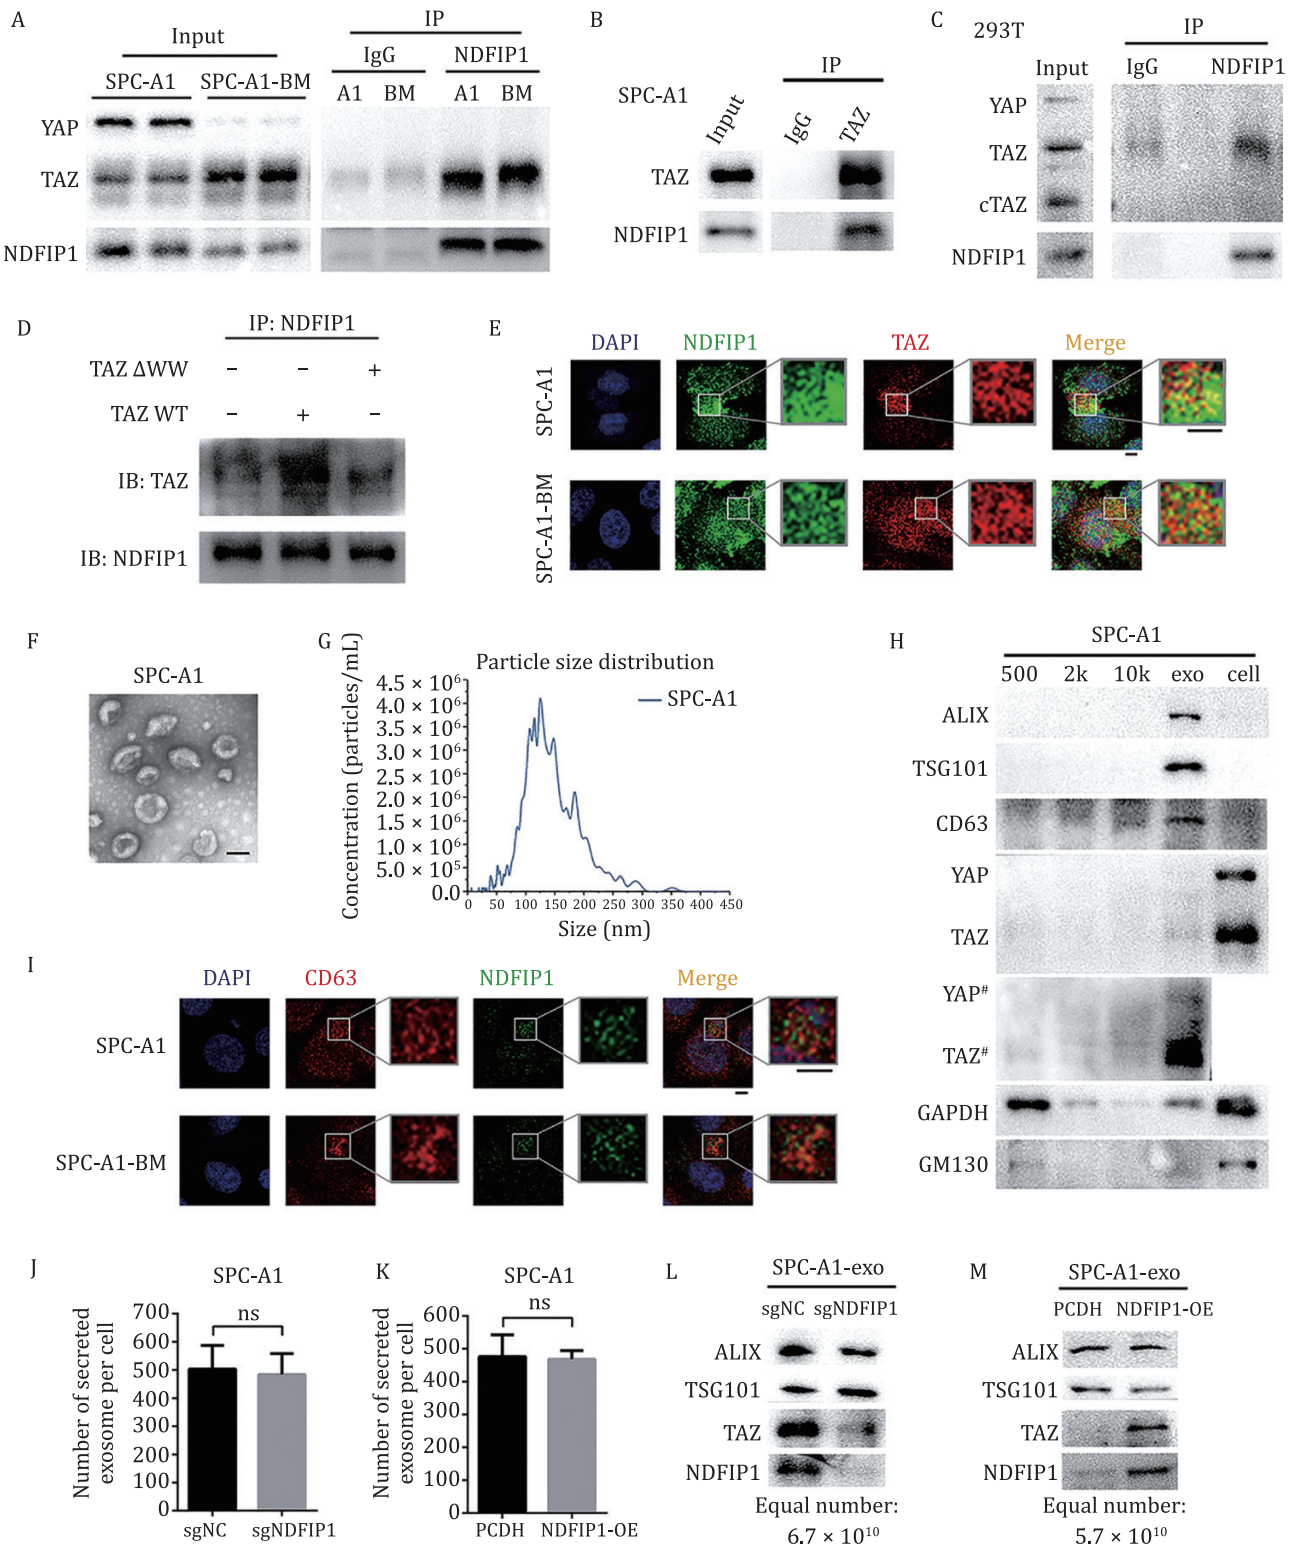 A
Input
IP
SPC-A1 SPC-A1-BM
IgG NDFIP1
A1 BM A1 BM
YAP
TAZ
NDFIP1
B
IP
SPC-A1
Input IgG TAZ
TAZ
NDFIP1
C
293T
IP
Input IgG NDFIP1
YAP
TAZ
cTAZ
NDFIP1
D
IP: NDFIP1
TAZ ΔWW − − +
TAZ WT − + −
IB: TAZ
IB: NDFIP1
E
DAPI NDFIP1 TAZ Merge
SPC-A1
SPC-A1-BM
F
SPC-A1
G
Particle size distribution
SPC-A1
Concentration (particles/mL)
4.5 × 10⁶
4.0 × 10⁶
3.5 × 10⁶
3.0 × 10⁶
2.5 × 10⁶
2.0 × 10⁶
1.6 × 10⁶
1.0 × 10⁶
5.0 × 10⁵
0.0
0 50 100 150 200 250 300 350 400 450
Size (nm)
H
SPC-A1
500 2k 10k exo cell
ALIX
TSG101
CD63
YAP
TAZ
YAP#
TAZ#
GAPDH
GM130
I
DAPI CD63 NDFIP1 Merge
SPC-A1
SPC-A1-BM
J
SPC-A1
ns
Number of secreted
exosome per cell
700
600
500
400
300
200
100
0
sgNC sgNDFIP1
K
SPC-A1
ns
Number of secreted
exosome per cell
600
500
400
300
200
100
0
PCDH NDFIP1-OE
L
SPC-A1-exo
sgNC sgNDFIP1
ALIX
TSG101
TAZ
NDFIP1
Equal number:
6.7 × 10¹⁰
M
SPC-A1-exo
PCDH NDFIP1-OE
ALIX
TSG101
TAZ
NDFIP1
Equal number:
5.7 × 10¹⁰